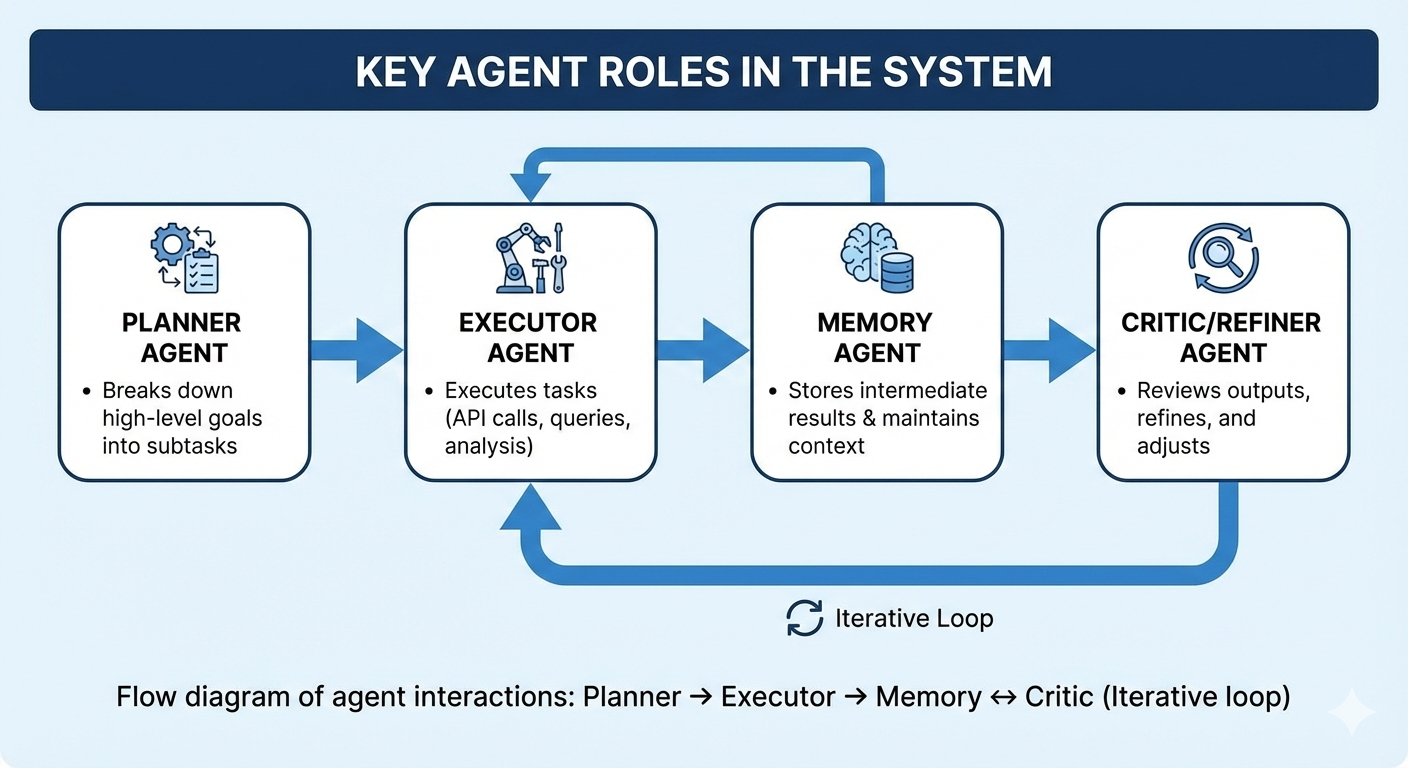 KEY AGENT ROLES IN THE SYSTEM
PLANNER
AGENT
• Breaks down
high-level goals
into subtasks
EXECUTOR
AGENT
• Executes tasks
(API calls, queries,
analysis)
MEMORY
AGENT
• Stores intermediate
results & maintains
context
CRITIC/REFINER
AGENT
• Reviews outputs,
refines, and
adjusts
Iterative Loop
Flow diagram of agent interactions: Planner → Executor → Memory ↔ Critic (Iterative loop)